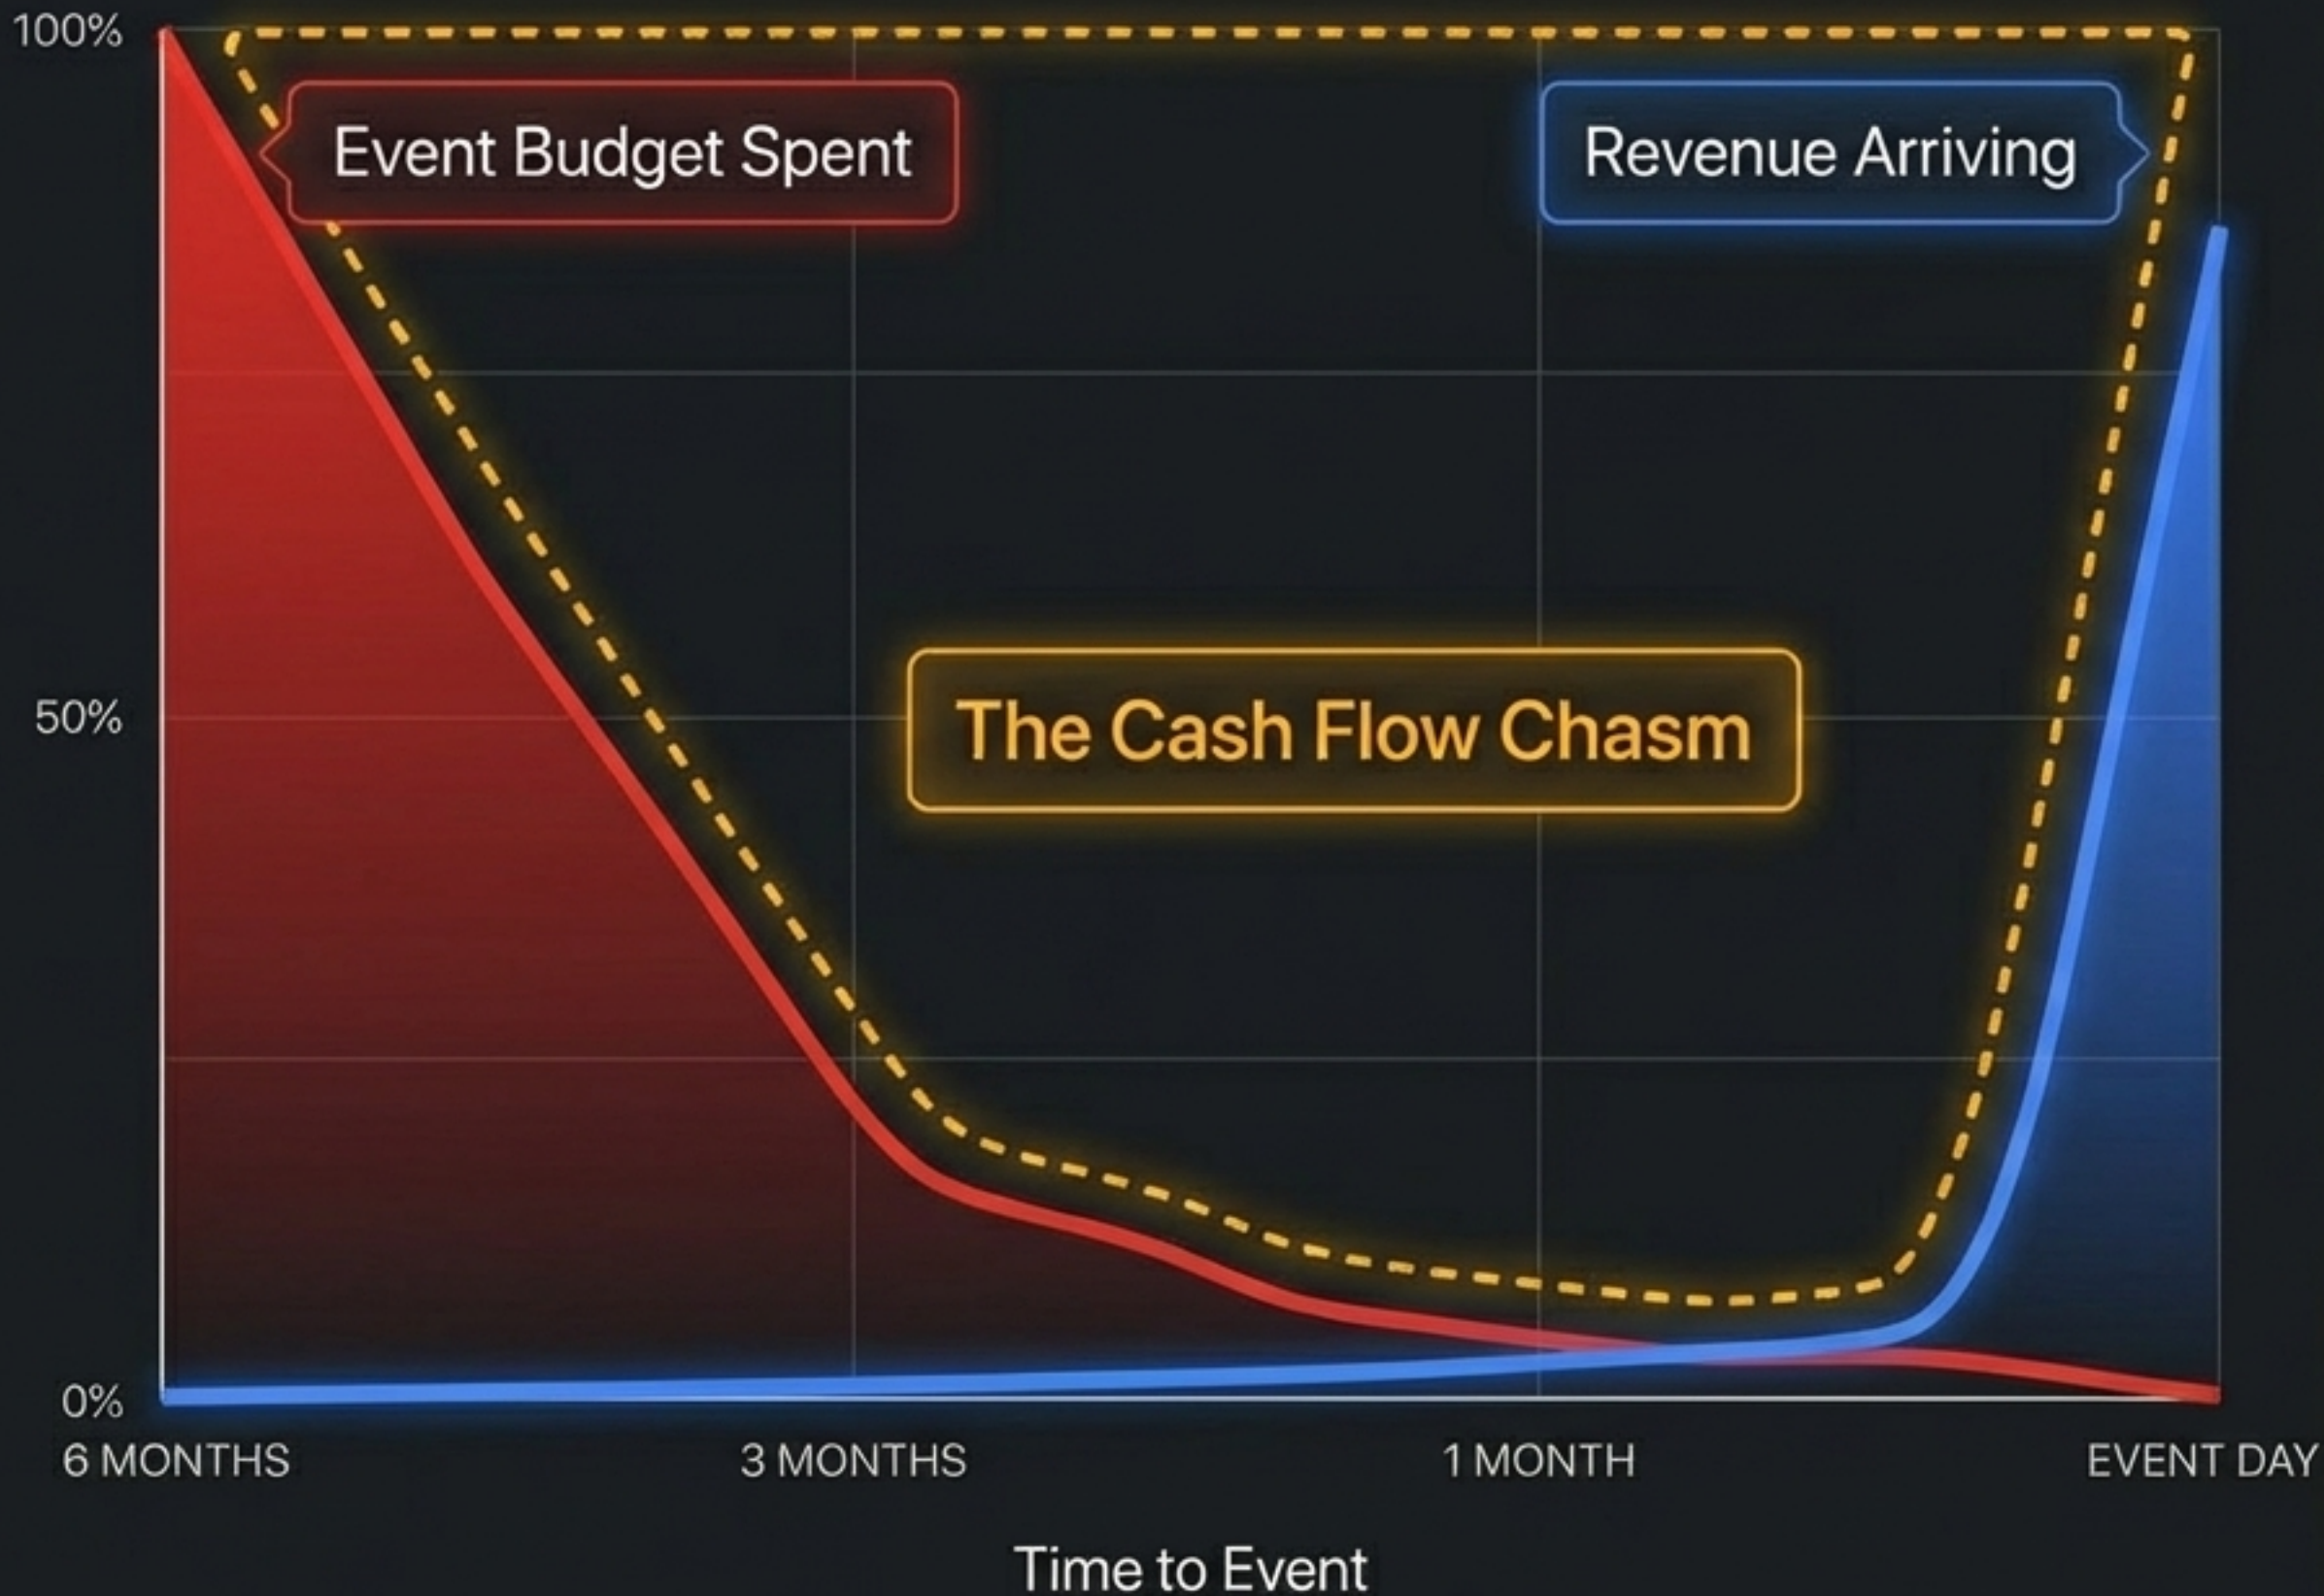 100%
Event Budget Spent
Revenue Arriving
50%
The Cash Flow Chasm
0%
6 MONTHS
3 MONTHS
1 MONTH
EVENT DAY
Time to Event